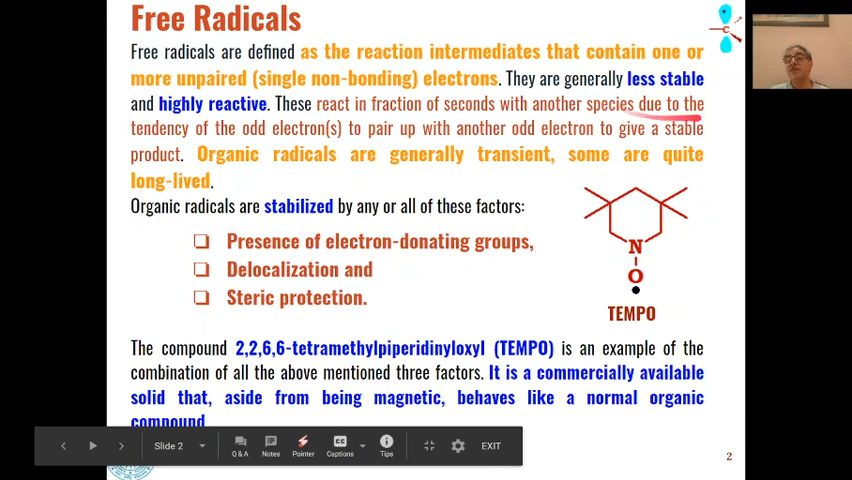 Free Radicals
Free radicals are defined as the reaction intermediates that contain one or
more unpaired (single non-bonding) electrons. They are generally less stable
and highly reactive. These react in fraction of seconds with another species due to the
tendency of the odd electron(s) to pair up with another odd electron to give a stable
product. Organic radicals are generally transient, some are quite
long-lived.
Organic radicals are stabilized by any or all of these factors:
❑ Presence of electron-donating groups,
❑ Delocalization and
❑ Steric protection.
C
N
O
TEMPO
The compound 2,2,6,6-tetramethylpiperidinyloxyl (TEMPO) is an example of the
combination of all the above mentioned three factors. It is a commercially available
solid that, aside from being magnetic, behaves like a normal organic
compound.
Slide 2
Q & A
Notes
Pointer
CC
Captions
Tips
EXIT
2